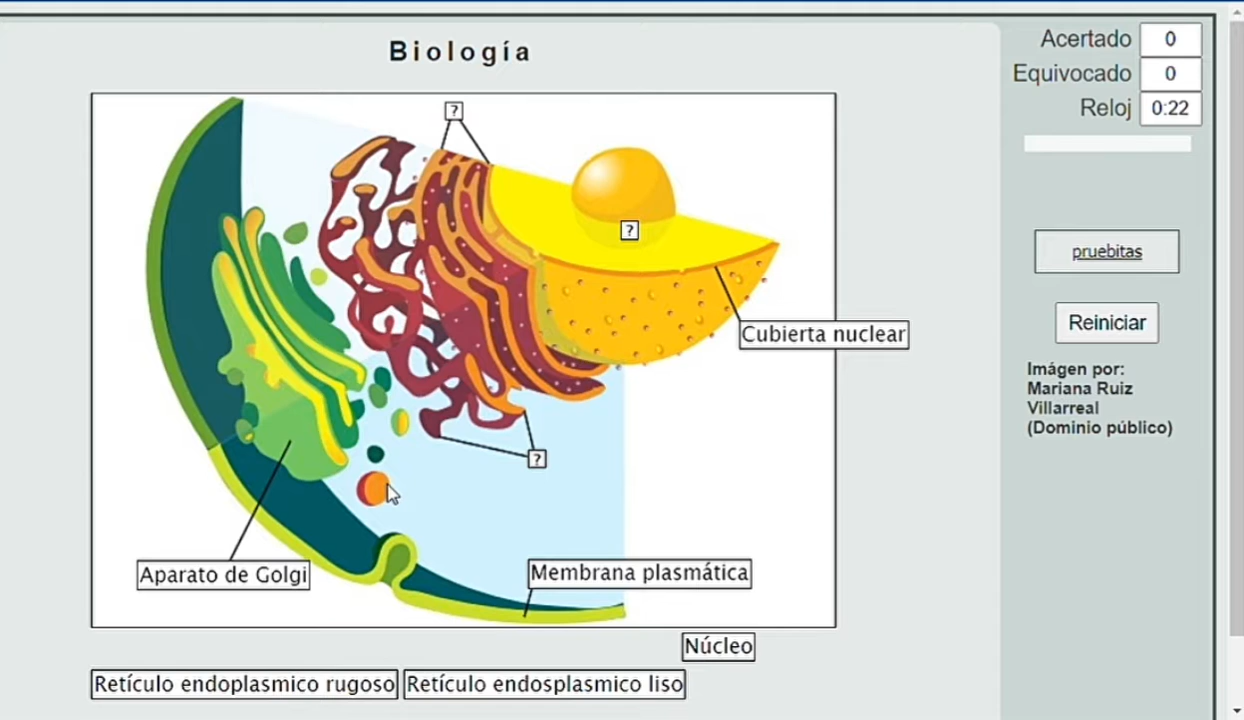 Biología
Acertado 0
Equivocado 0
Reloj 0:22
?
?
pruebitas
Cubierta nuclear
Reiniciar
Imágen por:
Mariana Ruiz
Villarreal
(Dominio público)
?
Aparato de Golgi
Membrana plasmática
Núcleo
Retículo endoplasmico rugoso
Retículo endosplasmico liso